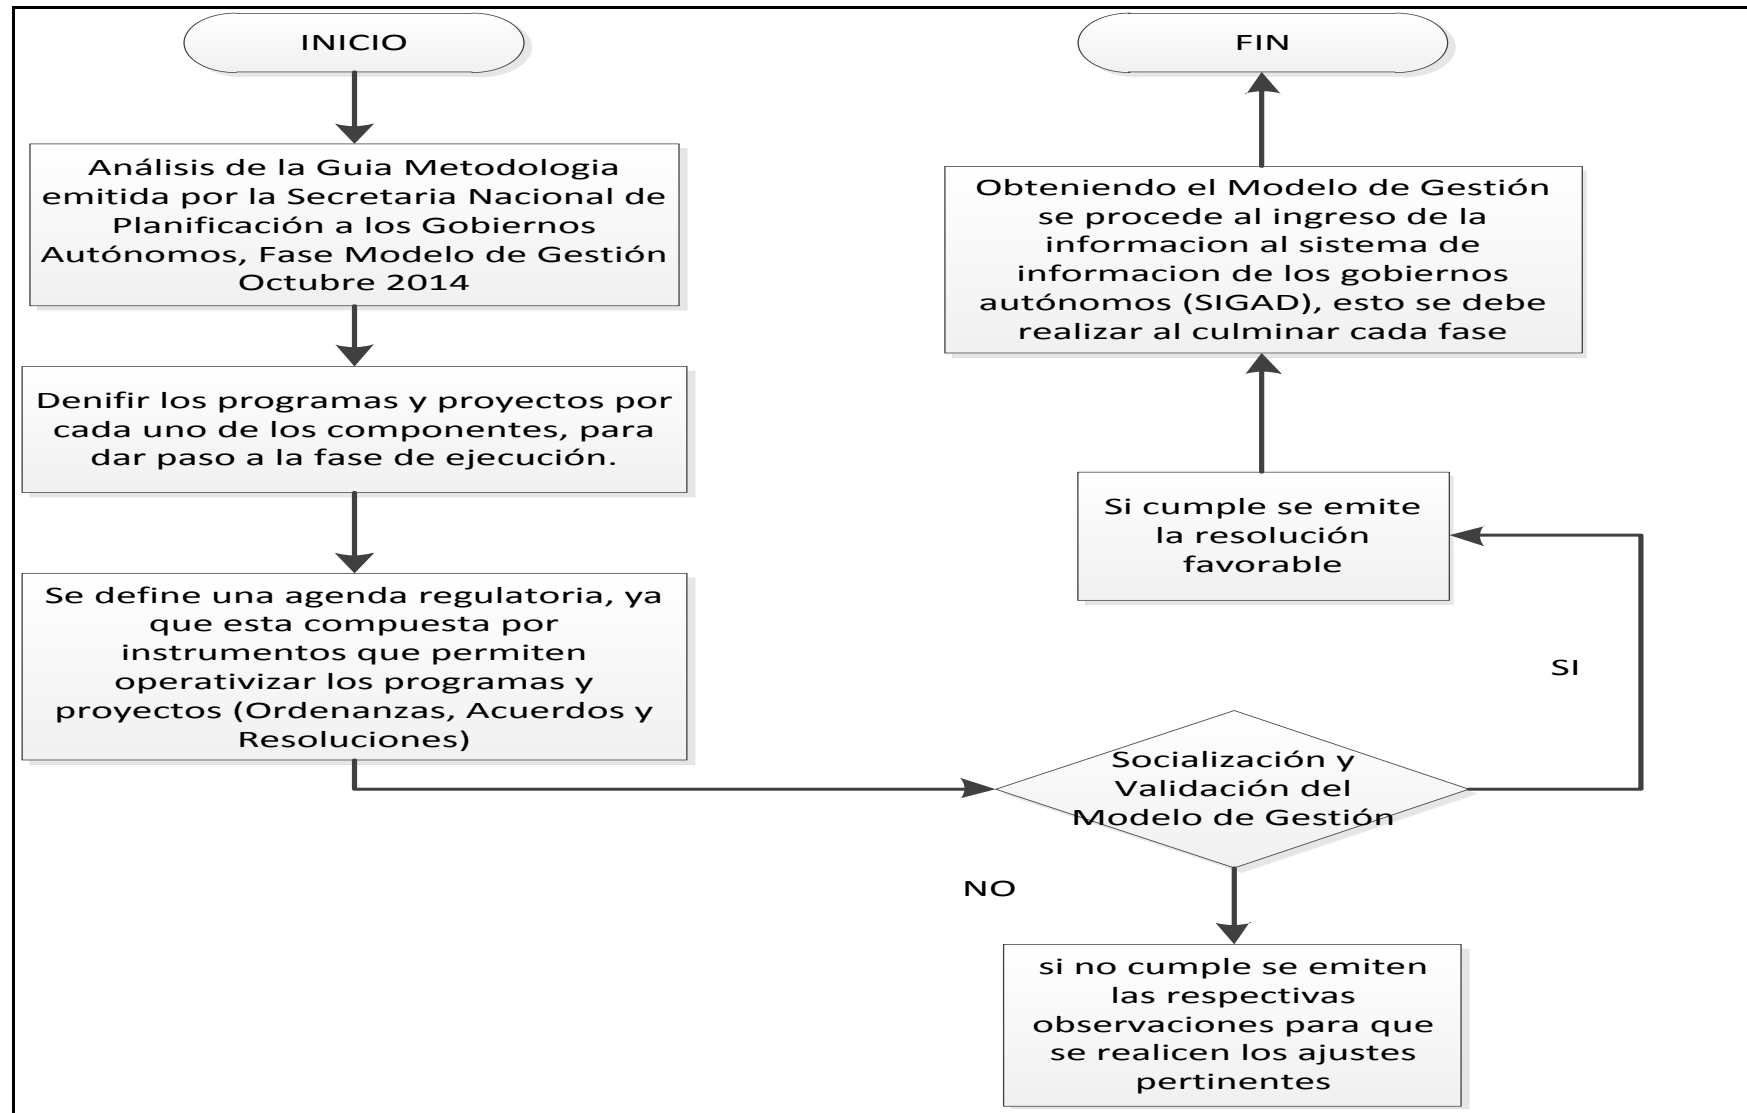 INICIO
Análisis de la Guia Metodologia
emitida por la Secretaria Nacional de
Planificación a los Gobiernos
Autónomos, Fase Modelo de Gestión
Octubre 2014
Denifir los programas y proyectos por
cada uno de los componentes, para
dar paso a la fase de ejecución.
Se define una agenda regulatoria, ya
que esta compuesta por
instrumentos que permiten
operativizar los programas y
proyectos (Ordenanzas, Acuerdos y
Resoluciones)
Socialización y
Validación del
Modelo de Gestión
NO
si no cumple se emiten
las respectivas
observaciones para que
se realicen los ajustes
pertinentes
SI
Si cumple se emite
la resolución
favorable
Obteniendo el Modelo de Gestión
se procede al ingreso de la
informacion al sistema de
informacion de los gobiernos
autónomos (SIGAD), esto se debe
realizar al culminar cada fase
FIN